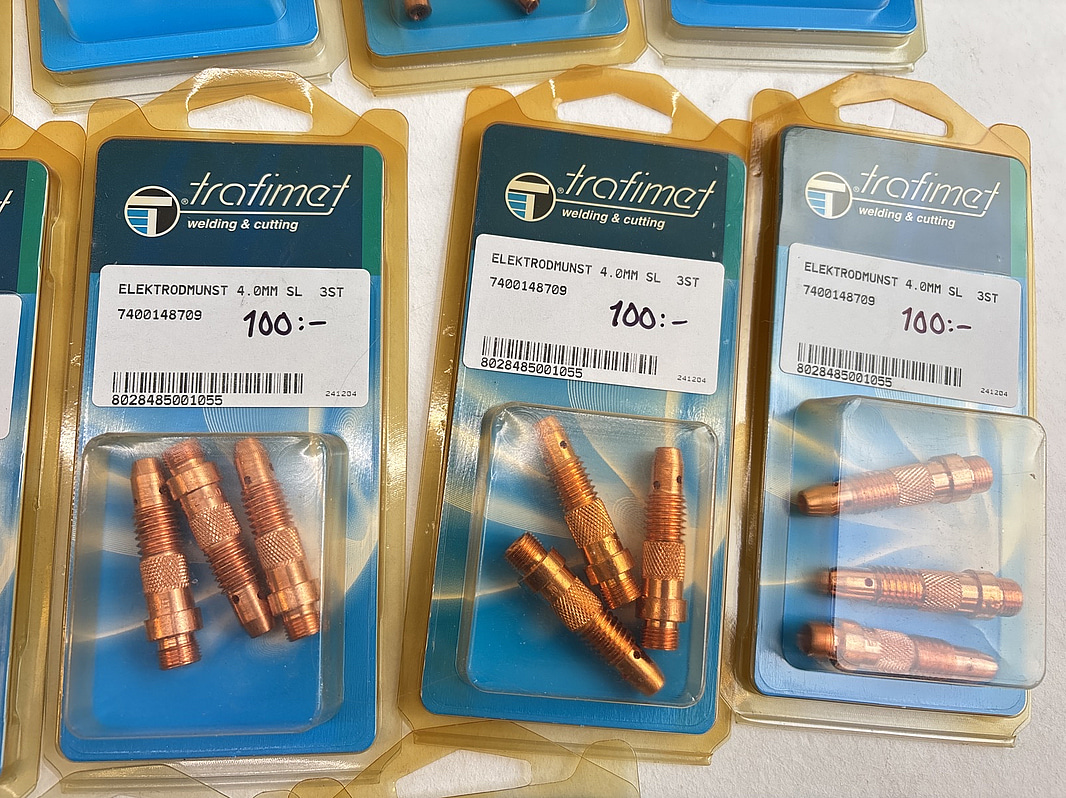 trafimet
welding & cutting
ELEKTRODMUNST 4.0MM SL 3ST
7400148709
100:-
8028485001055
241204
trafimet
welding & cutting
ELEKTRODMUNST 4.0MM SL 3ST
7400148709
100:-
8028485001055
241204
trafimet
welding & cutting
ELEKTRODMUNST 4.0MM SL 3ST
7400148709
100:-
8028485001055
241204